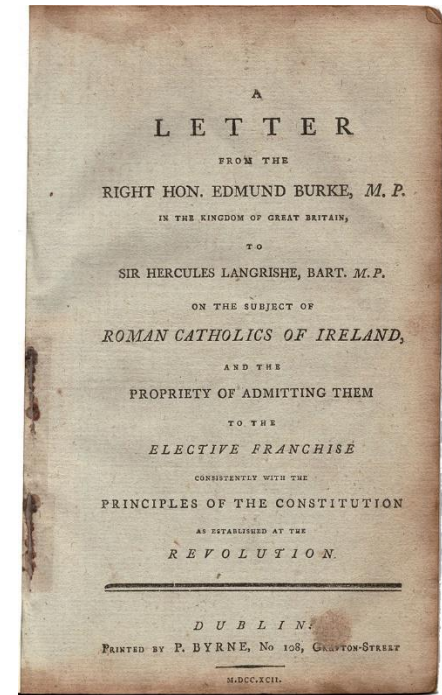 A
LETTER
FROM THE
RIGHT HON. EDMUND BURKE, M. P.
IN THE KINGDOM OF GREAT BRITAIN,
TO
SIR HERCULES LANGRISHE, BART. M. P.
ON THE SUBJECT OF
ROMAN CATHOLICS OF IRELAND,
AND THE
PROPRIETY OF ADMITTING THEM
TO THE
ELECTIVE FRANCHISE
CONSISTENTLY WITH THE
PRINCIPLES OF THE CONSTITUTION
AS ESTABLISHED AT THE
REVOLUTION.
DUBLIN:
PRINTED BY P. BYRNE, No 108, GRAFTON-STREET
M.DCC.XCII.